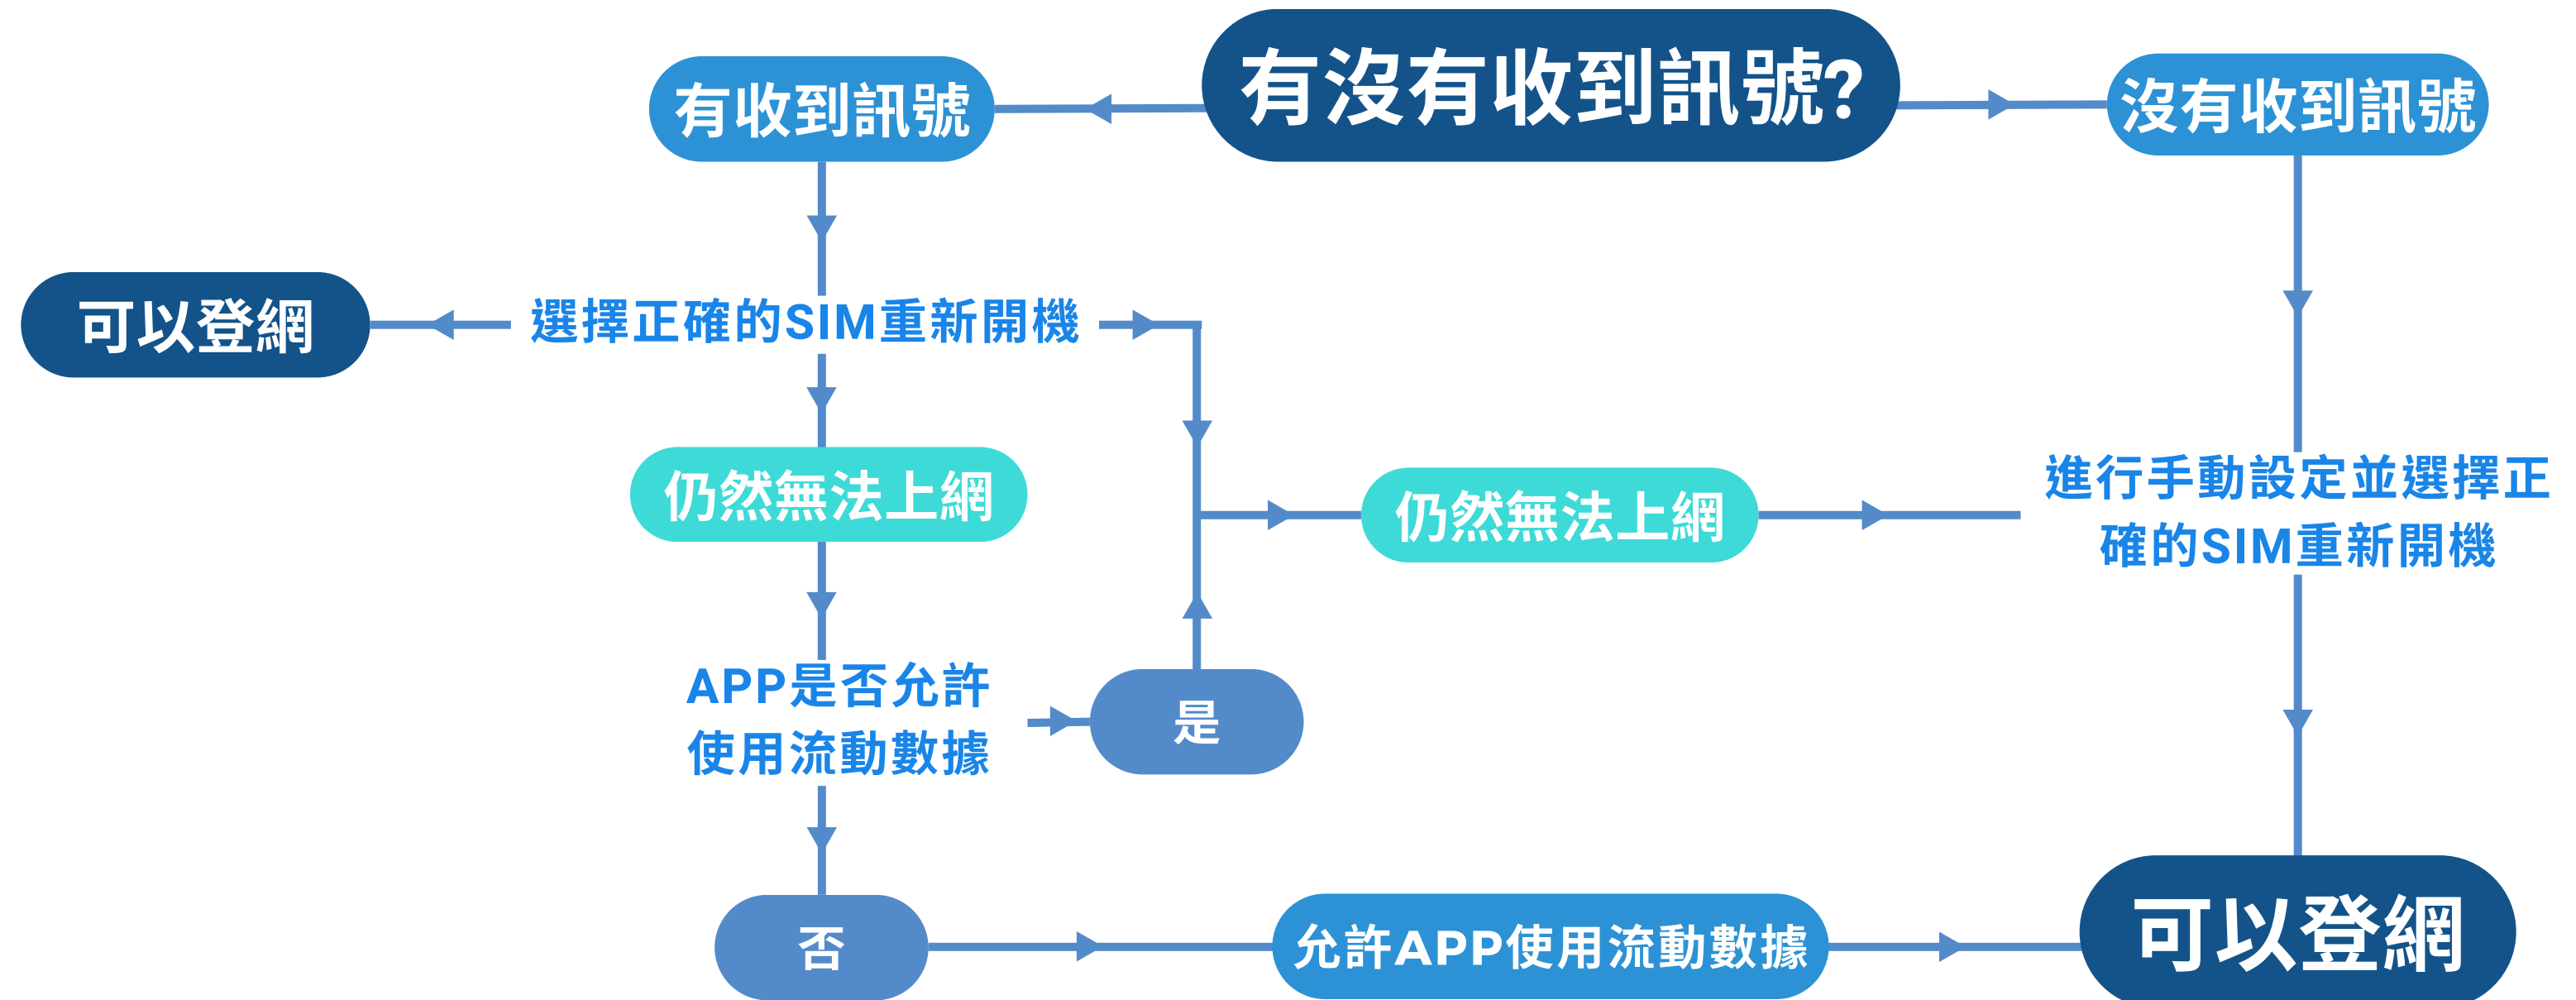 有沒有收到訊號?
有收到訊號
沒有收到訊號
可以登網
選擇正確的SIM重新開機
仍然無法上網
仍然無法上網
進行手動設定並選擇正
確的SIM重新開機
APP是否允許
使用流動數據
是
否
允許APP使用流動數據
可以登網